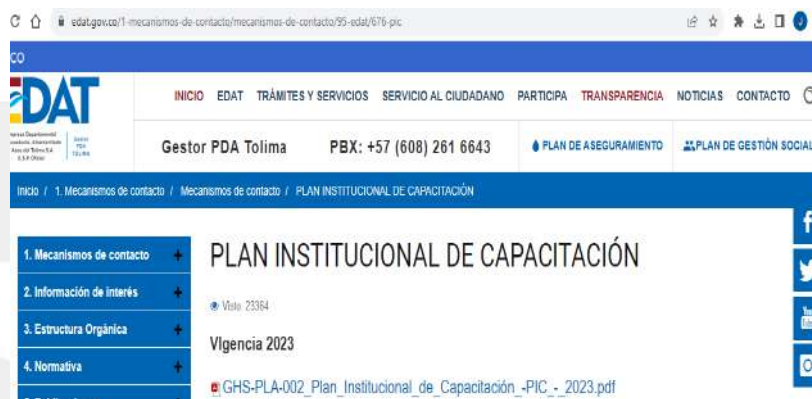 edat.gov.co/1-mecanismos-de-contacto/mecanismos-de-contacto/95-edat/676-pic
CO
EDAT
INICIO EDAT TRÁMITES Y SERVICIOS SERVICIO AL CIUDADANO PARTICIPA TRANSPARENCIA NOTICIAS CONTACTO
Gestor PDA Tolima PBX: +57 (608) 261 6643 PLAN DE ASEGURAMIENTO PLAN DE GESTIÓN SOCIAL
Inicio / 1. Mecanismos de contacto / Mecanismos de contacto / PLAN INSTITUCIONAL DE CAPACITACIÓN
1. Mecanismos de contacto +
2. Información de interés +
3. Estructura Orgánica +
4. Normativa +
PLAN INSTITUCIONAL DE CAPACITACIÓN
Visto: 23364
VIgencia 2023
GHS-PLA-002_Plan_Institucional_de_Capacitación_-PIC_-_2023.pdf